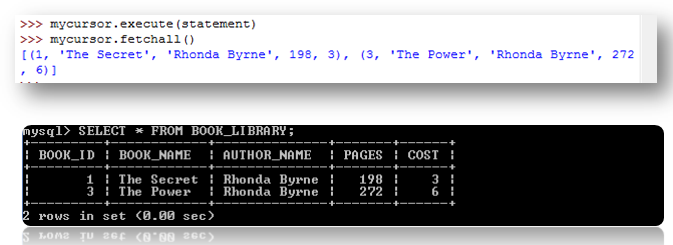 >>> mycursor.execute(statement)
>>> mycursor.fetchall()
[(1, 'The Secret', 'Rhonda Byrne', 198, 3), (3, 'The Power', 'Rhonda Byrne', 272
, 6)]
mysql> SELECT * FROM BOOK_LIBRARY;
+---------+------------+--------------+-------+------+
| BOOK_ID | BOOK_NAME | AUTHOR_NAME | PAGES | COST |
+---------+------------+--------------+-------+------+
| 1 | The Secret | Rhonda Byrne | 198 | 3 |
| 3 | The Power | Rhonda Byrne | 272 | 6 |
+---------+------------+--------------+-------+------+
2 rows in set (0.00 sec)